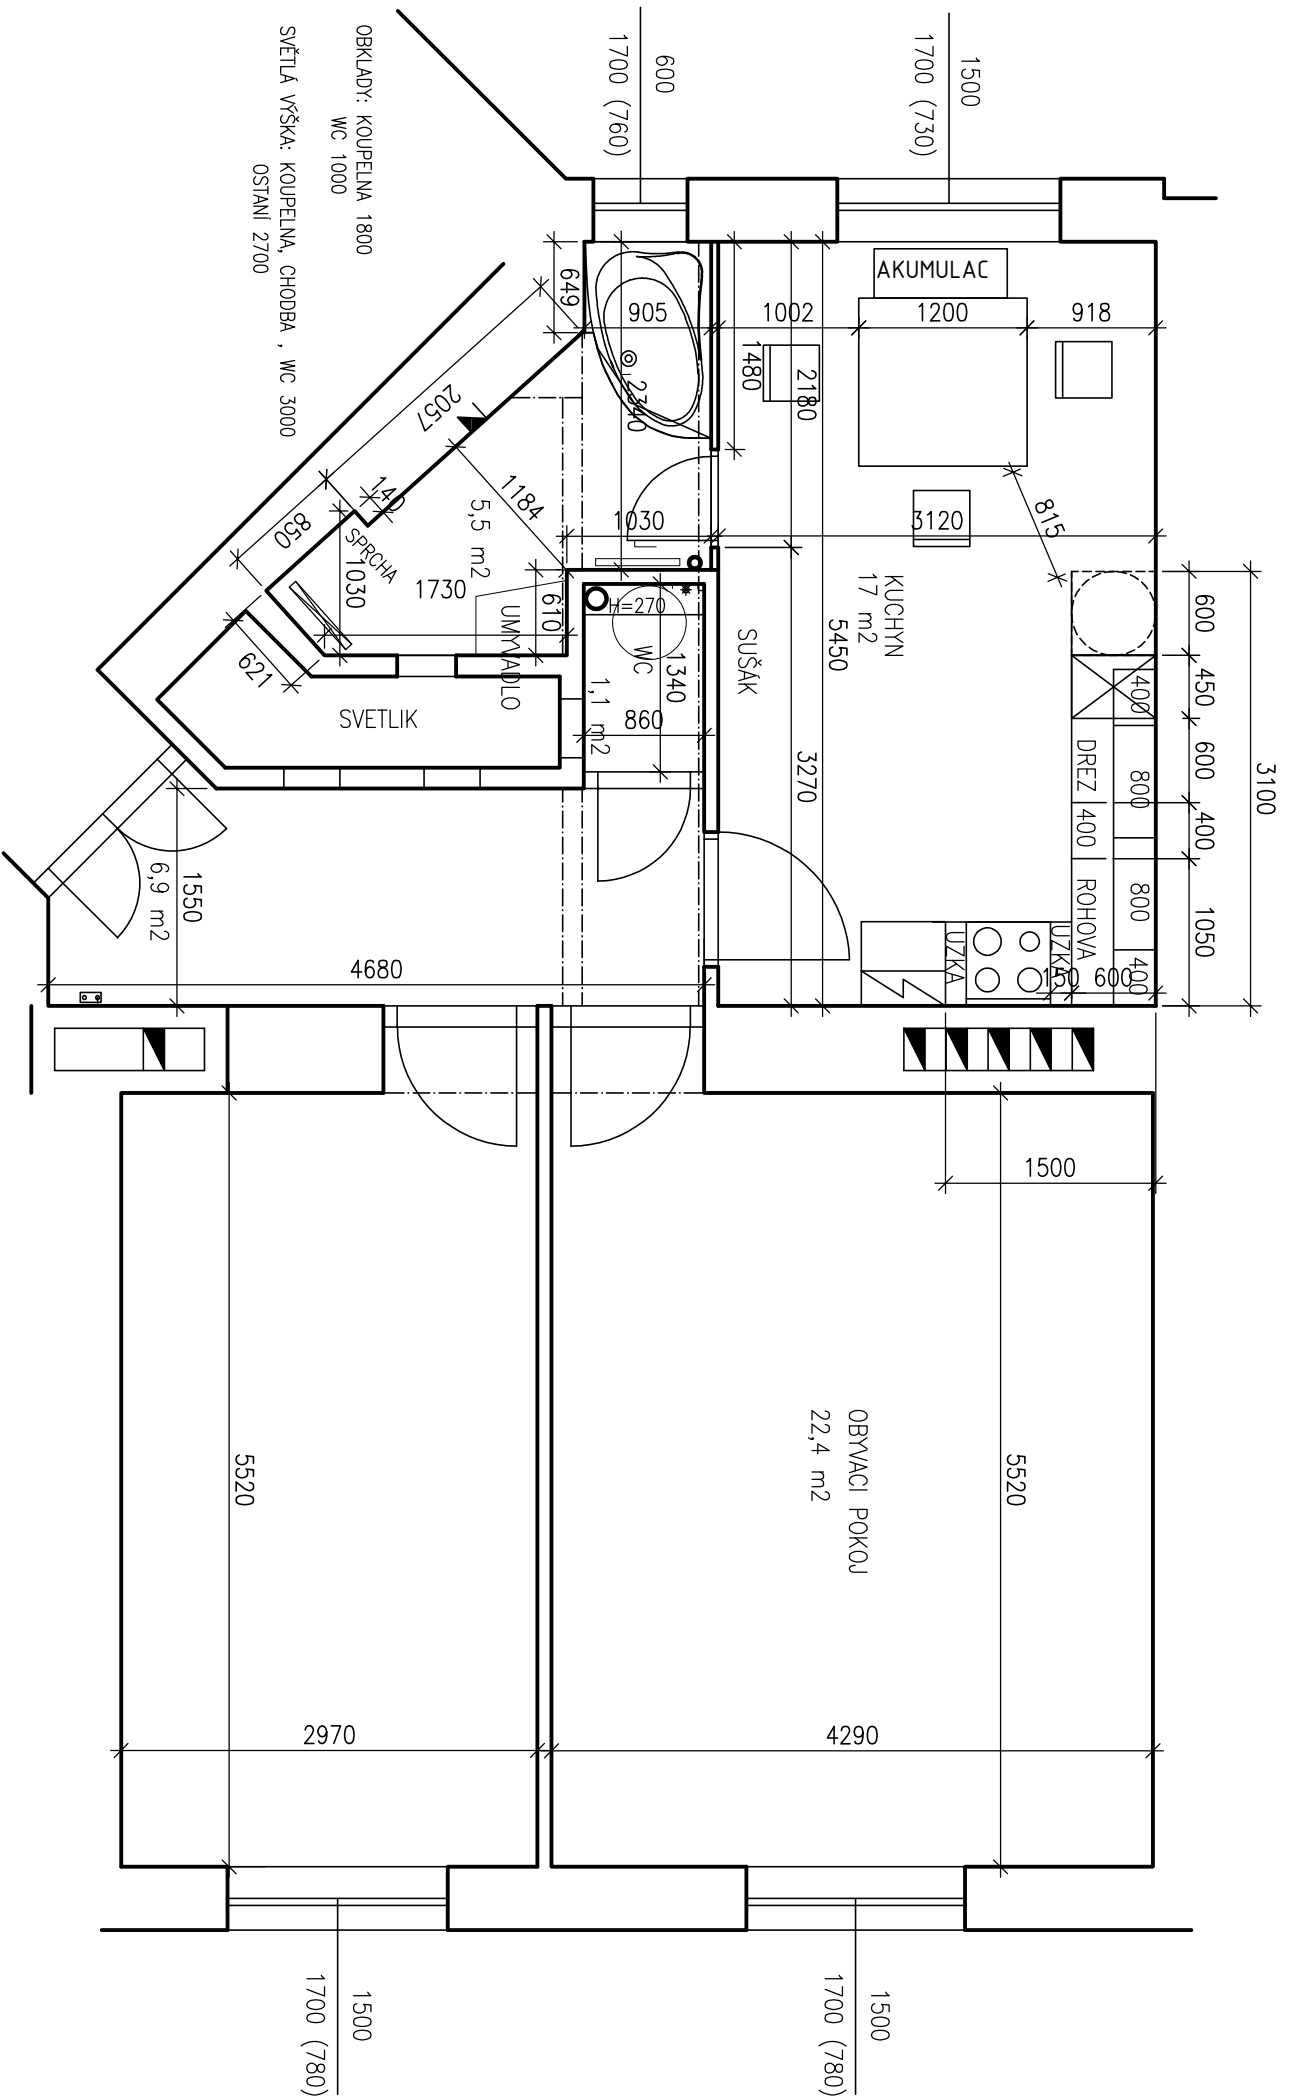 OBKLADY: KOUPELNA 1800
WC 1000
SVĚTLÁ VÝŠKA: KOUPELNA, CHODBA , WC 3000
OSTANÍ 2700
600
1700 (760)
1500
1700 (730)
AKUMULAC
649
905
1002
1200
918
2340
1480
2180
2057
140
1184
850
SPRCHA
1030
5,5 m2
1730
1030
3120
815
610
UMYVADLO
H=270
WC
1340
1,1 m2
860
621
SVETLIK
SUŠÁK
KUCHYN
17 m2
5450
3270
600
450
600
400
1050
3100
400
800
800
400
DREZ
400
ROHOVA
UZKA
UZKA
150
600
1550
6,9 m2
4680
1500
OBYVACI POKOJ
22,4 m2
5520
5520
2970
4290
1500
1700 (780)
1500
1700 (780)